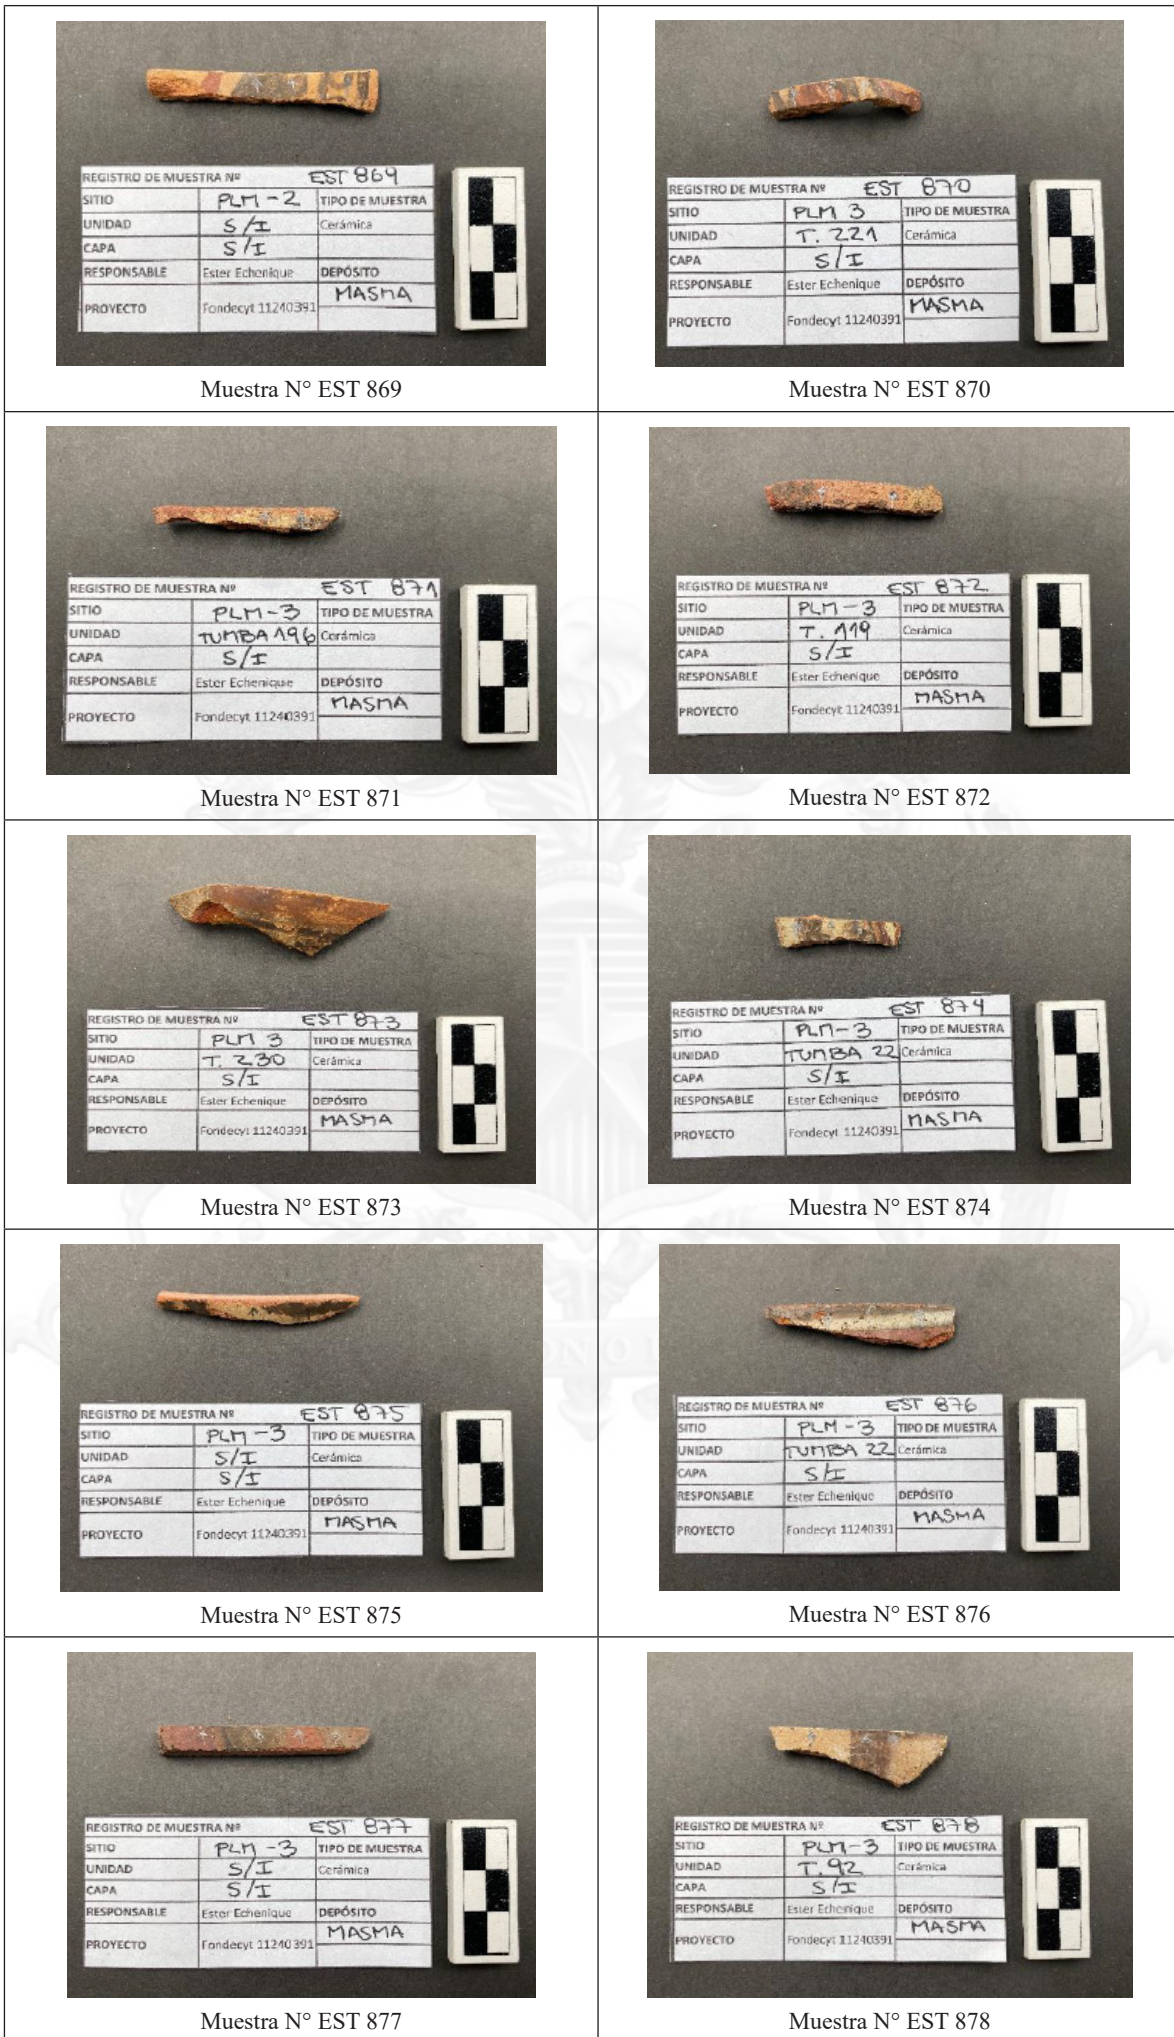 REGISTRO DE MUESTRA Nº EST 869
SITIO PLM-2 TIPO DE MUESTRA
UNIDAD S/I Cerámica
CAPA S/I
RESPONSABLE Ester Echenique DEPÓSITO
MASMA
PROYECTO Fondecyt 11240391
Muestra N° EST 869
REGISTRO DE MUESTRA Nº EST 870
SITIO PLM 3 TIPO DE MUESTRA
UNIDAD T. 221 Cerámica
CAPA S/I
RESPONSABLE Ester Echenique DEPÓSITO
MASMA
PROYECTO Fondecyt 11240391
Muestra N° EST 870
REGISTRO DE MUESTRA Nº EST 871
SITIO PLM-3 TIPO DE MUESTRA
UNIDAD TUMBA 196 Cerámica
CAPA S/I
RESPONSABLE Ester Echenique DEPÓSITO
MASMA
PROYECTO Fondecyt 11240391
Muestra N° EST 871
REGISTRO DE MUESTRA Nº EST 872
SITIO PLM-3 TIPO DE MUESTRA
UNIDAD T. 119 Cerámica
CAPA S/I
RESPONSABLE Ester Echenique DEPÓSITO
MASMA
PROYECTO Fondecyt 11240391
Muestra N° EST 872
REGISTRO DE MUESTRA Nº EST 873
SITIO PLM 3 TIPO DE MUESTRA
UNIDAD T. 230 Cerámica
CAPA S/I
RESPONSABLE Ester Echenique DEPÓSITO
MASMA
PROYECTO Fondecyt 11240391
Muestra N° EST 873
REGISTRO DE MUESTRA Nº EST 874
SITIO PLM-3 TIPO DE MUESTRA
UNIDAD TUMBA 22 Cerámica
CAPA S/I
RESPONSABLE Ester Echenique DEPÓSITO
MASMA
PROYECTO Fondecyt 11240391
Muestra N° EST 874
REGISTRO DE MUESTRA Nº EST 875
SITIO PLM-3 TIPO DE MUESTRA
UNIDAD S/I Cerámica
CAPA S/I
RESPONSABLE Ester Echenique DEPÓSITO
MASMA
PROYECTO Fondecyt 11240391
Muestra N° EST 875
REGISTRO DE MUESTRA Nº EST 876
SITIO PLM-3 TIPO DE MUESTRA
UNIDAD TUMBA 22 Cerámica
CAPA S/I
RESPONSABLE Ester Echenique DEPÓSITO
MASMA
PROYECTO Fondecyt 11240391
Muestra N° EST 876
REGISTRO DE MUESTRA Nº EST 877
SITIO PLM-3 TIPO DE MUESTRA
UNIDAD S/I Cerámica
CAPA S/I
RESPONSABLE Ester Echenique DEPÓSITO
MASMA
PROYECTO Fondecyt 11240391
Muestra N° EST 877
REGISTRO DE MUESTRA Nº EST 878
SITIO PLM-3 TIPO DE MUESTRA
UNIDAD T. 92 Cerámica
CAPA S/I
RESPONSABLE Ester Echenique DEPÓSITO
MASMA
PROYECTO Fondecyt 11240391
Muestra N° EST 878